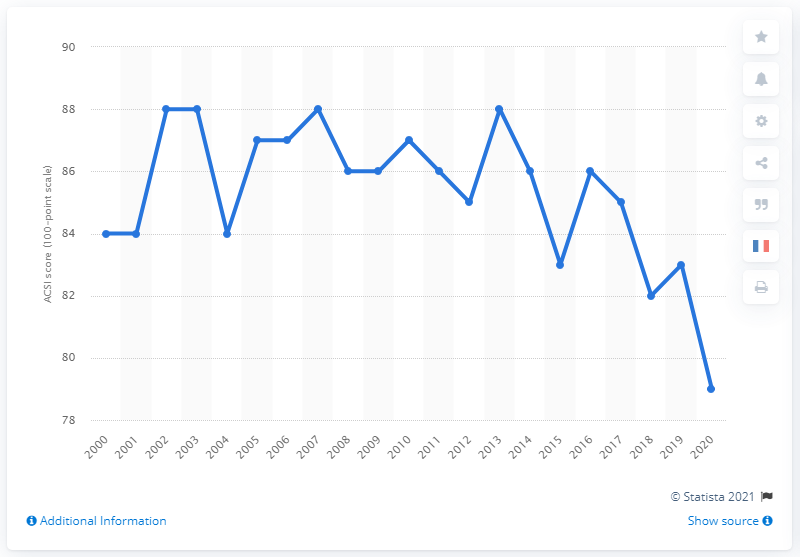 90
88
86
84
82
80
78
ACSI score (100-point scale)
2000 2001 2002 2003 2004 2005 2006 2007 2008 2009 2010 2011 2012 2013 2014 2015 2016 2017 2018 2019 2020
© Statista 2021
Additional Information
Show source